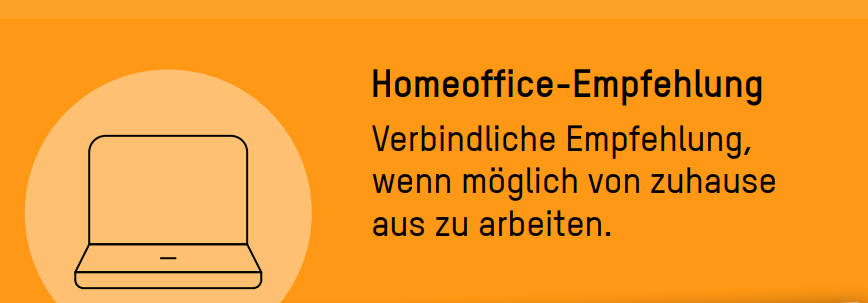 Homeoffice-Empfehlung
Verbindliche Empfehlung,
wenn möglich von zuhause
aus zu arbeiten.